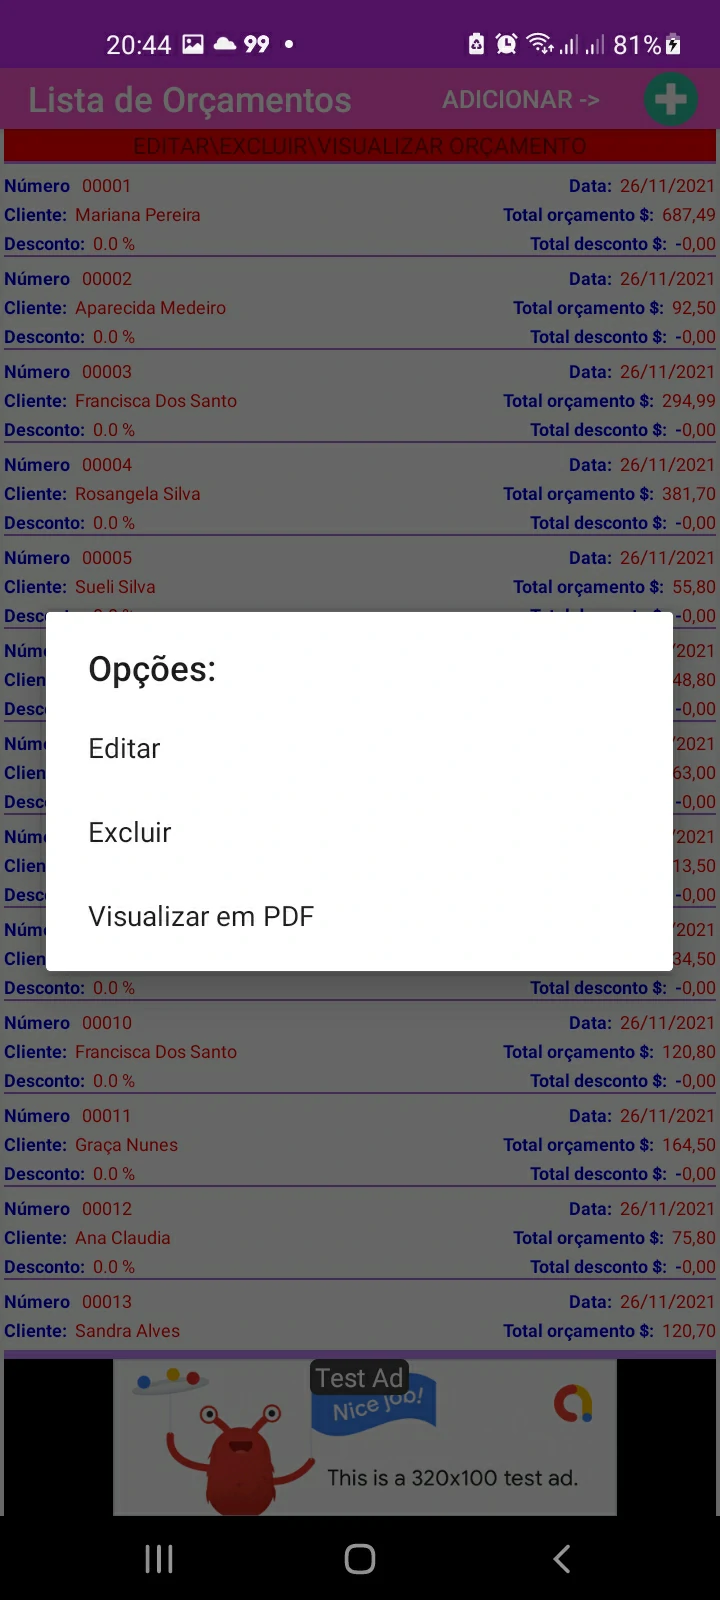 20:44 99 81%
Lista de Orçamentos ADICIONAR ->
EDITAR\EXCLUIR\VISUALIZAR ORÇAMENTO
Número 00001 Data: 26/11/2021
Cliente: Mariana Pereira Total orçamento $: 687,49
Desconto: 0.0 % Total desconto $: -0,00
Número 00002 Data: 26/11/2021
Cliente: Aparecida Medeiro Total orçamento $: 92,50
Desconto: 0.0 % Total desconto $: -0,00
Número 00003 Data: 26/11/2021
Cliente: Francisca Dos Santo Total orçamento $: 294,99
Desconto: 0.0 % Total desconto $: -0,00
Número 00004 Data: 26/11/2021
Cliente: Rosangela Silva Total orçamento $: 381,70
Desconto: 0.0 % Total desconto $: -0,00
Número 00005 Data: 26/11/2021
Cliente: Sueli Silva Total orçamento $: 55,80
Desc -0,00
Núm /2021
Clien 48,80
Desc -0,00
Núm /2021
Clien 63,00
Desc -0,00
Núm /2021
Clien 13,50
Desc -0,00
Núm /2021
Clien 34,50
Opções:
Editar
Excluir
Visualizar em PDF
Desconto: 0.0 % Total desconto $: -0,00
Número 00010 Data: 26/11/2021
Cliente: Francisca Dos Santo Total orçamento $: 120,80
Desconto: 0.0 % Total desconto $: -0,00
Número 00011 Data: 26/11/2021
Cliente: Graça Nunes Total orçamento $: 164,50
Desconto: 0.0 % Total desconto $: -0,00
Número 00012 Data: 26/11/2021
Cliente: Ana Claudia Total orçamento $: 75,80
Desconto: 0.0 % Total desconto $: -0,00
Número 00013 Data: 26/11/2021
Cliente: Sandra Alves Total orçamento $: 120,70
Test Ad
Nice job!
This is a 320x100 test ad.